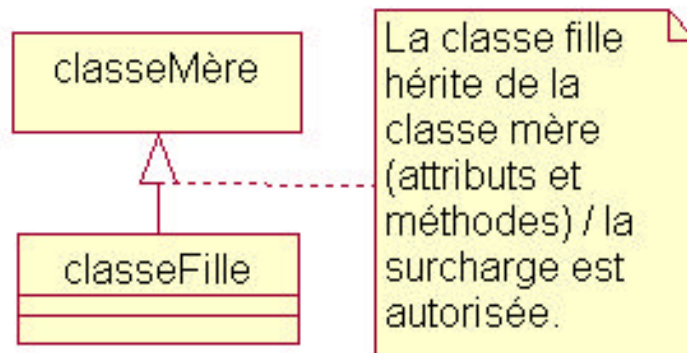 classeMère
classeFille
La classe fille
hérite de la
classe mère
(attributs et
méthodes) / la
surcharge est
autorisée.